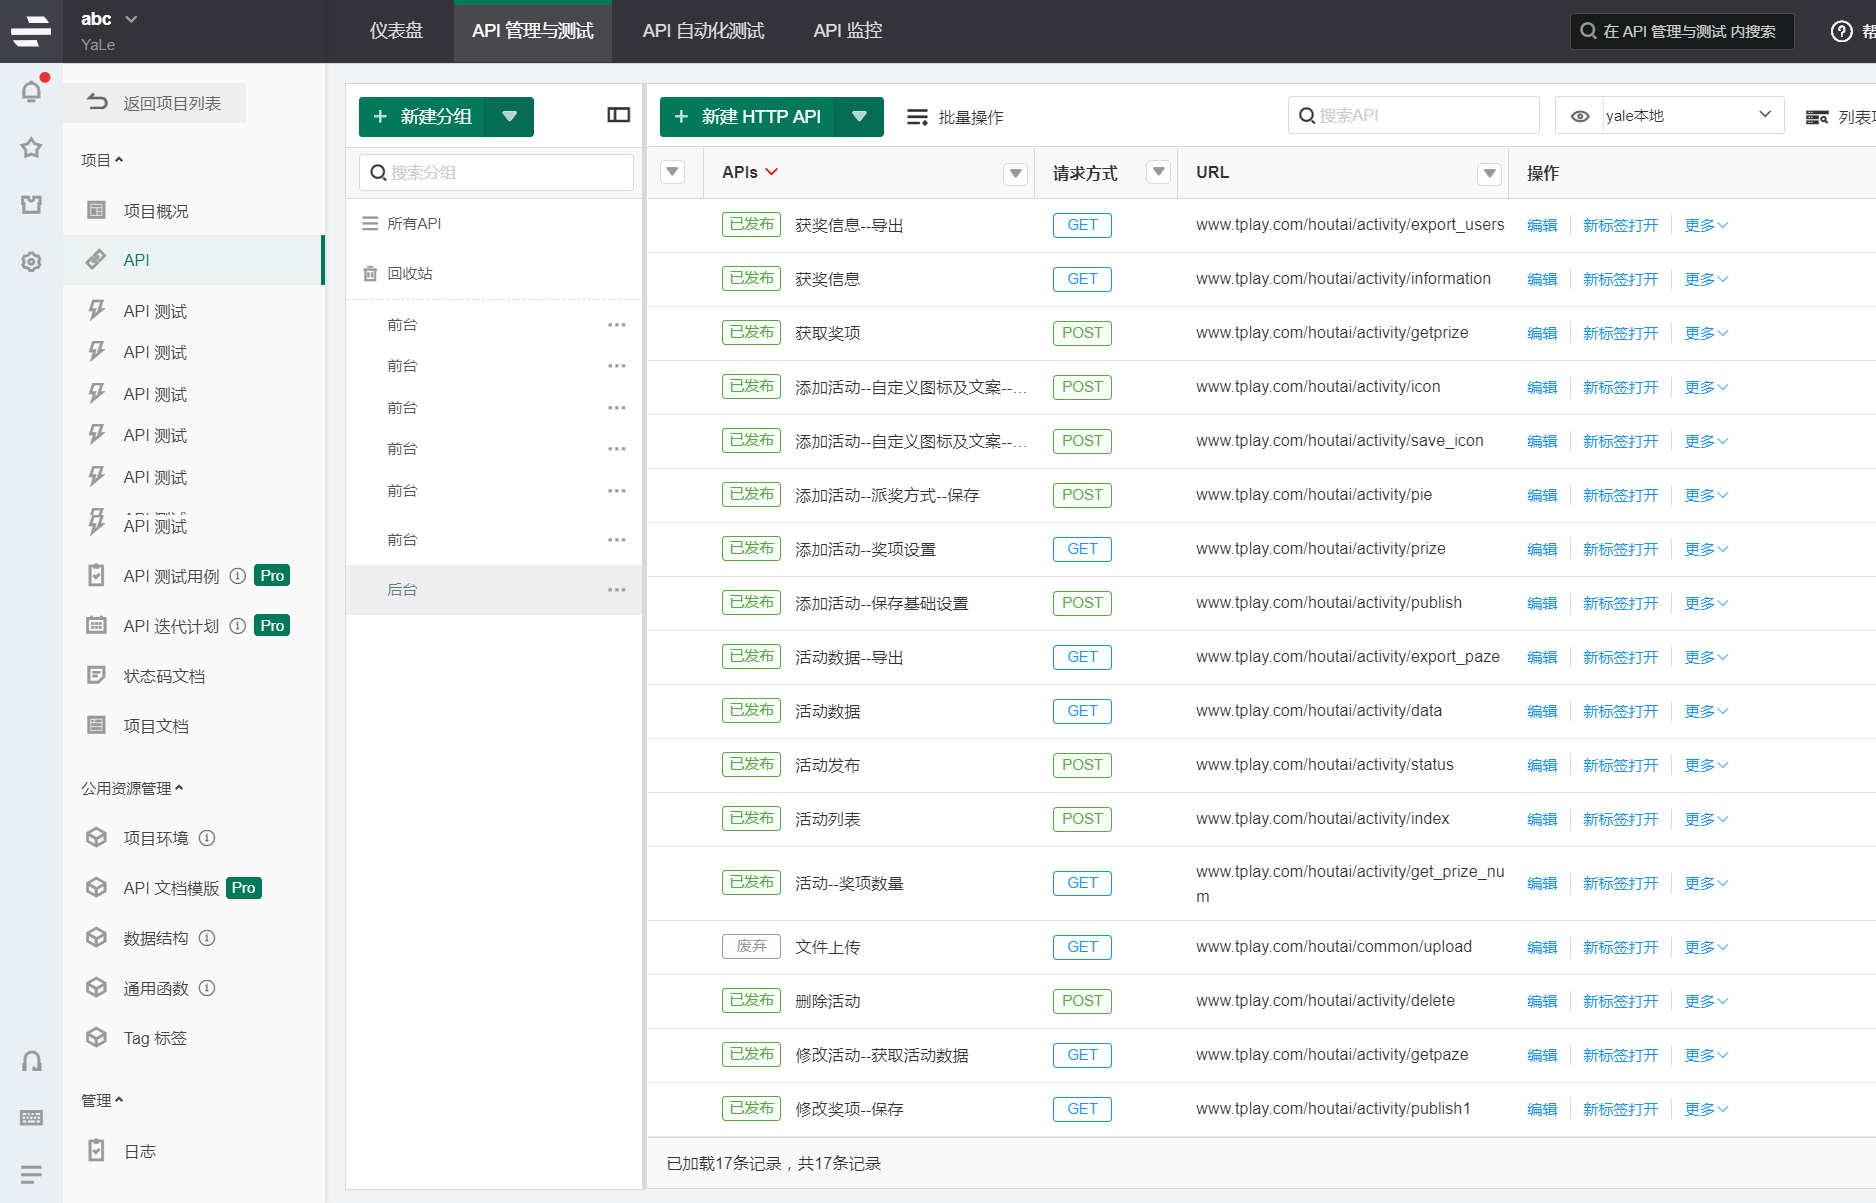 abc
YaLe
仪表盘
API 管理与测试
API 自动化测试
API 监控
在 API 管理与测试 内搜索
返回项目列表
项目
项目概况
API
API 测试
API 测试
API 测试
API 测试
API 测试
API 测试
API 测试用例 Pro
API 迭代计划 Pro
状态码文档
项目文档
公用资源管理
项目环境
API 文档模版 Pro
数据结构
通用函数
Tag 标签
管理
日志
+ 新建分组
搜索分组
所有API
回收站
前台
前台
前台
前台
前台
前台
后台
+ 新建 HTTP API
批量操作
搜索API
yale本地
APIs 请求方式 URL 操作
已发布 获奖信息--导出 GET www.tplay.com/houtai/activity/export_users 编辑 新标签打开 更多
已发布 获奖信息 GET www.tplay.com/houtai/activity/information 编辑 新标签打开 更多
已发布 获取奖项 POST www.tplay.com/houtai/activity/getprize 编辑 新标签打开 更多
已发布 添加活动--自定义图标及文案--... POST www.tplay.com/houtai/activity/icon 编辑 新标签打开 更多
已发布 添加活动--自定义图标及文案--... POST www.tplay.com/houtai/activity/save_icon 编辑 新标签打开 更多
已发布 添加活动--派奖方式--保存 POST www.tplay.com/houtai/activity/pie 编辑 新标签打开 更多
已发布 添加活动--奖项设置 GET www.tplay.com/houtai/activity/prize 编辑 新标签打开 更多
已发布 添加活动--保存基础设置 POST www.tplay.com/houtai/activity/publish 编辑 新标签打开 更多
已发布 活动数据--导出 GET www.tplay.com/houtai/activity/export_paze 编辑 新标签打开 更多
已发布 活动数据 GET www.tplay.com/houtai/activity/data 编辑 新标签打开 更多
已发布 活动发布 POST www.tplay.com/houtai/activity/status 编辑 新标签打开 更多
已发布 活动列表 POST www.tplay.com/houtai/activity/index 编辑 新标签打开 更多
已发布 活动--奖项数量 GET www.tplay.com/houtai/activity/get_prize_nu
m 编辑 新标签打开 更多
废弃 文件上传 GET www.tplay.com/houtai/common/upload 编辑 新标签打开 更多
已发布 删除活动 POST www.tplay.com/houtai/activity/delete 编辑 新标签打开 更多
已发布 修改活动--获取活动数据 GET www.tplay.com/houtai/activity/getpaze 编辑 新标签打开 更多
已发布 修改奖项--保存 GET www.tplay.com/houtai/activity/publish1 编辑 新标签打开 更多
已加载17条记录，共17条记录